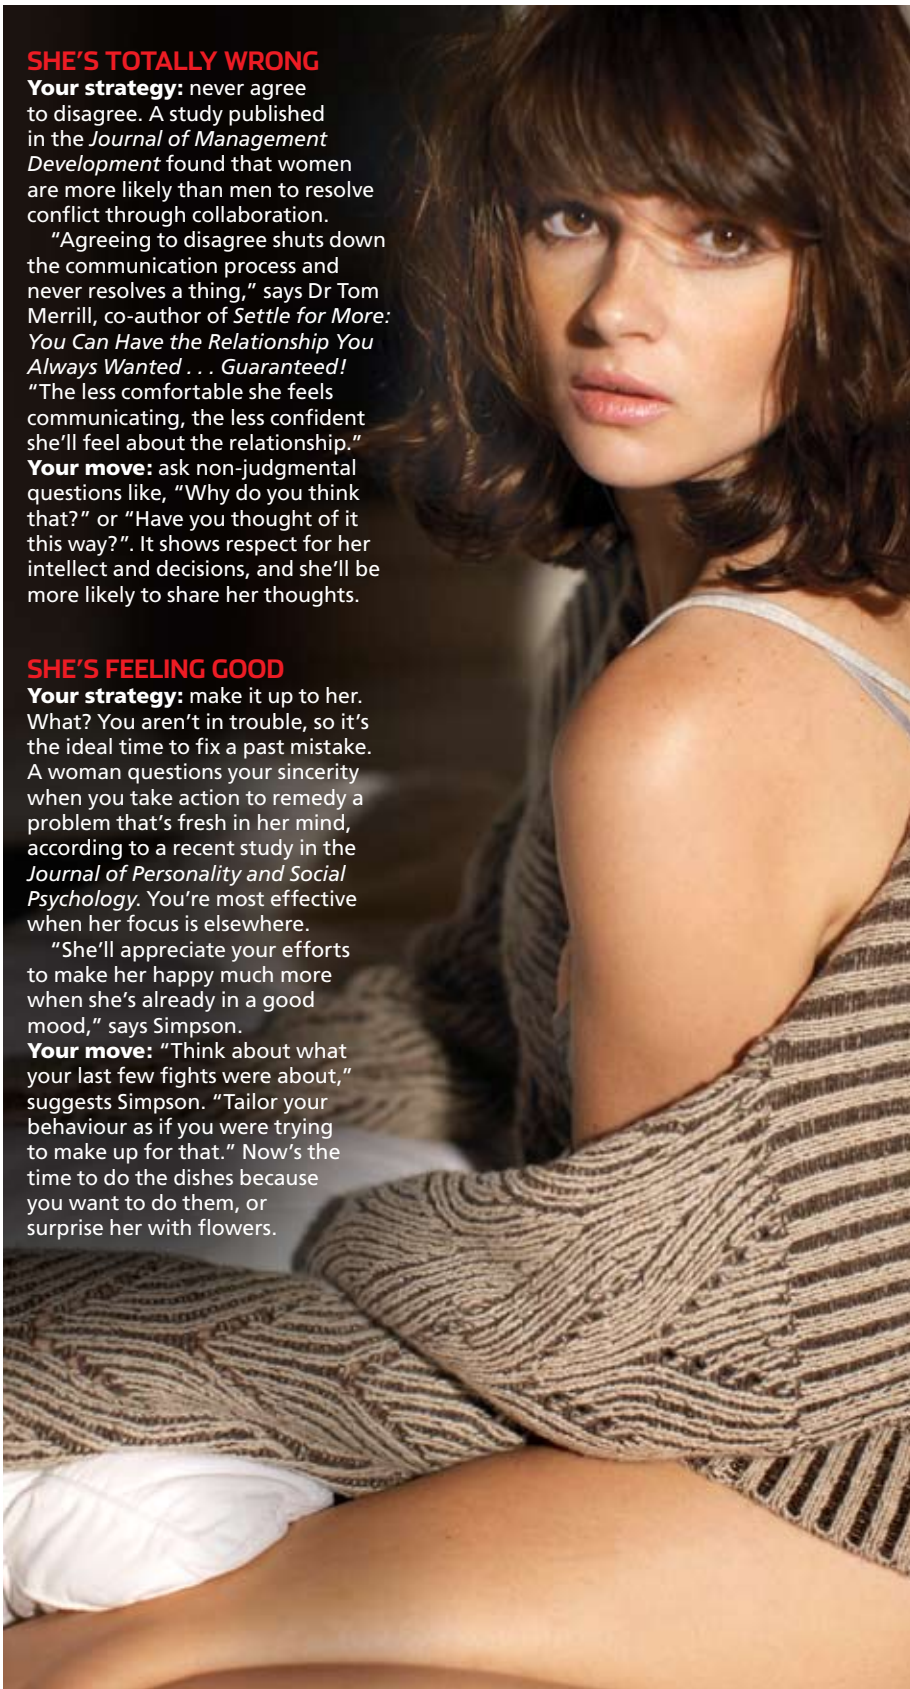 SHE'S TOTALLY WRONG
Your strategy: never agree
to disagree. A study published
in the Journal of Management
Development found that women
are more likely than men to resolve
conflict through collaboration.
“Agreeing to disagree shuts down
the communication process and
never resolves a thing,” says Dr Tom
Merrill, co-author of Settle for More:
You Can Have the Relationship You
Always Wanted . . . Guaranteed!
“The less comfortable she feels
communicating, the less confident
she’ll feel about the relationship.”
Your move: ask non-judgmental
questions like, “Why do you think
that?” or “Have you thought of it
this way?”. It shows respect for her
intellect and decisions, and she’ll be
more likely to share her thoughts.
SHE’S FEELING GOOD
Your strategy: make it up to her.
What? You aren’t in trouble, so it’s
the ideal time to fix a past mistake.
A woman questions your sincerity
when you take action to remedy a
problem that’s fresh in her mind,
according to a recent study in the
Journal of Personality and Social
Psychology. You’re most effective
when her focus is elsewhere.
“She’ll appreciate your efforts
to make her happy much more
when she’s already in a good
mood,” says Simpson.
Your move: “Think about what
your last few fights were about,”
suggests Simpson. “Tailor your
behaviour as if you were trying
to make up for that.” Now’s the
time to do the dishes because
you want to do them, or
surprise her with flowers.